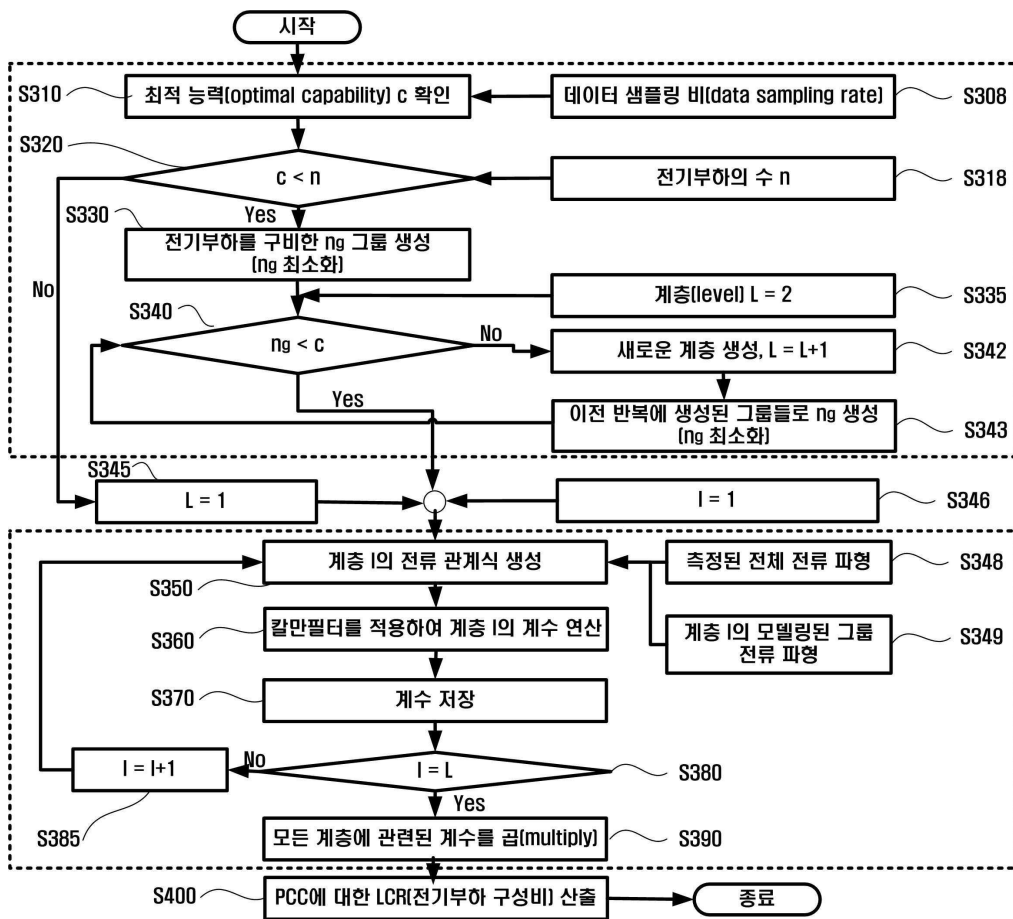 시작
S310
최적 능력(optimal capability) c 확인
데이터 샘플링 비(data sampling rate)
S308
S320
c < n
전기부하의 수 n
S318
Yes
S330
전기부하를 구비한 ng 그룹 생성
(ng 최소화)
No
계층(level) L = 2
S335
S340
ng < c
No
새로운 계층 생성, L = L+1
S342
Yes
이전 반복에 생성된 그룹들로 ng 생성
(ng 최소화)
S343
S345
L = 1
l = 1
S346
계층 l의 전류 관계식 생성
측정된 전체 전류 파형
S348
S350
칼만필터를 적용하여 계층 l의 계수 연산
S360
계층 l의 모델링된 그룹
전류 파형
S349
S370
계수 저장
l = l+1
No
l = L
S380
Yes
S385
모든 계층에 관련된 계수를 곱(multiply)
S390
S400
PCC에 대한 LCR(전기부하 구성비) 산출
종료